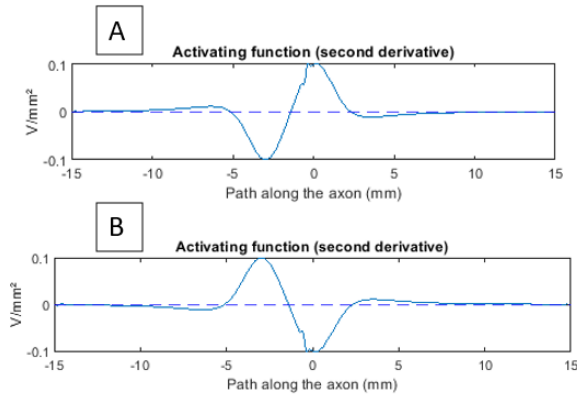 A
Activating function (second derivative)
0.1
0
-0.1
V/mm²
-15 -10 -5 0 5 10 15
Path along the axon (mm)
B
Activating function (second derivative)
0.1
0
-0.1
V/mm²
-15 -10 -5 0 5 10 15
Path along the axon (mm)